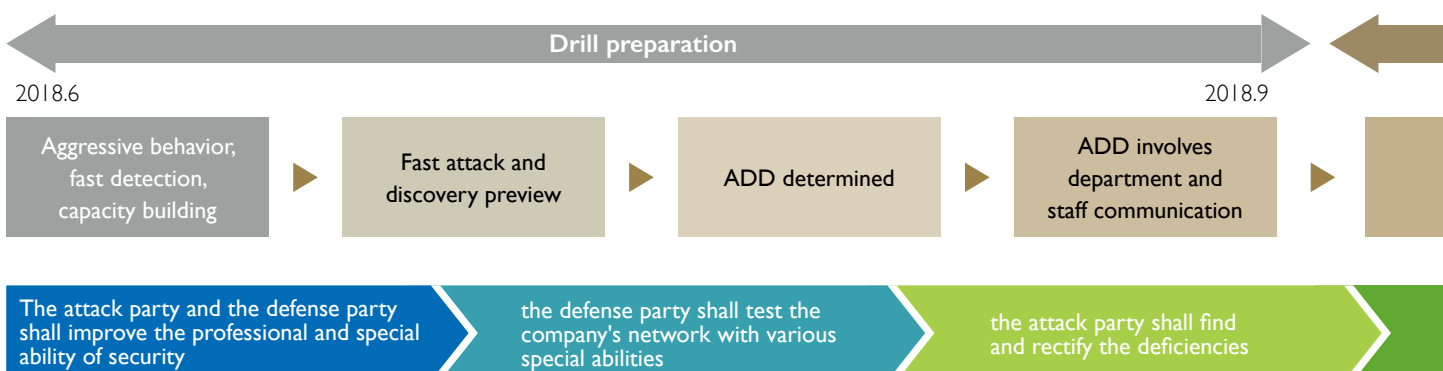 Drill preparation
2018.6
2018.9
Aggressive behavior,
fast detection,
capacity building
Fast attack and
discovery preview
ADD determined
ADD involves
department and
staff communication
The attack party and the defense party
shall improve the professional and special
ability of security
the defense party shall test the
company's network with various
special abilities
the attack party shall find
and rectify the deficiencies